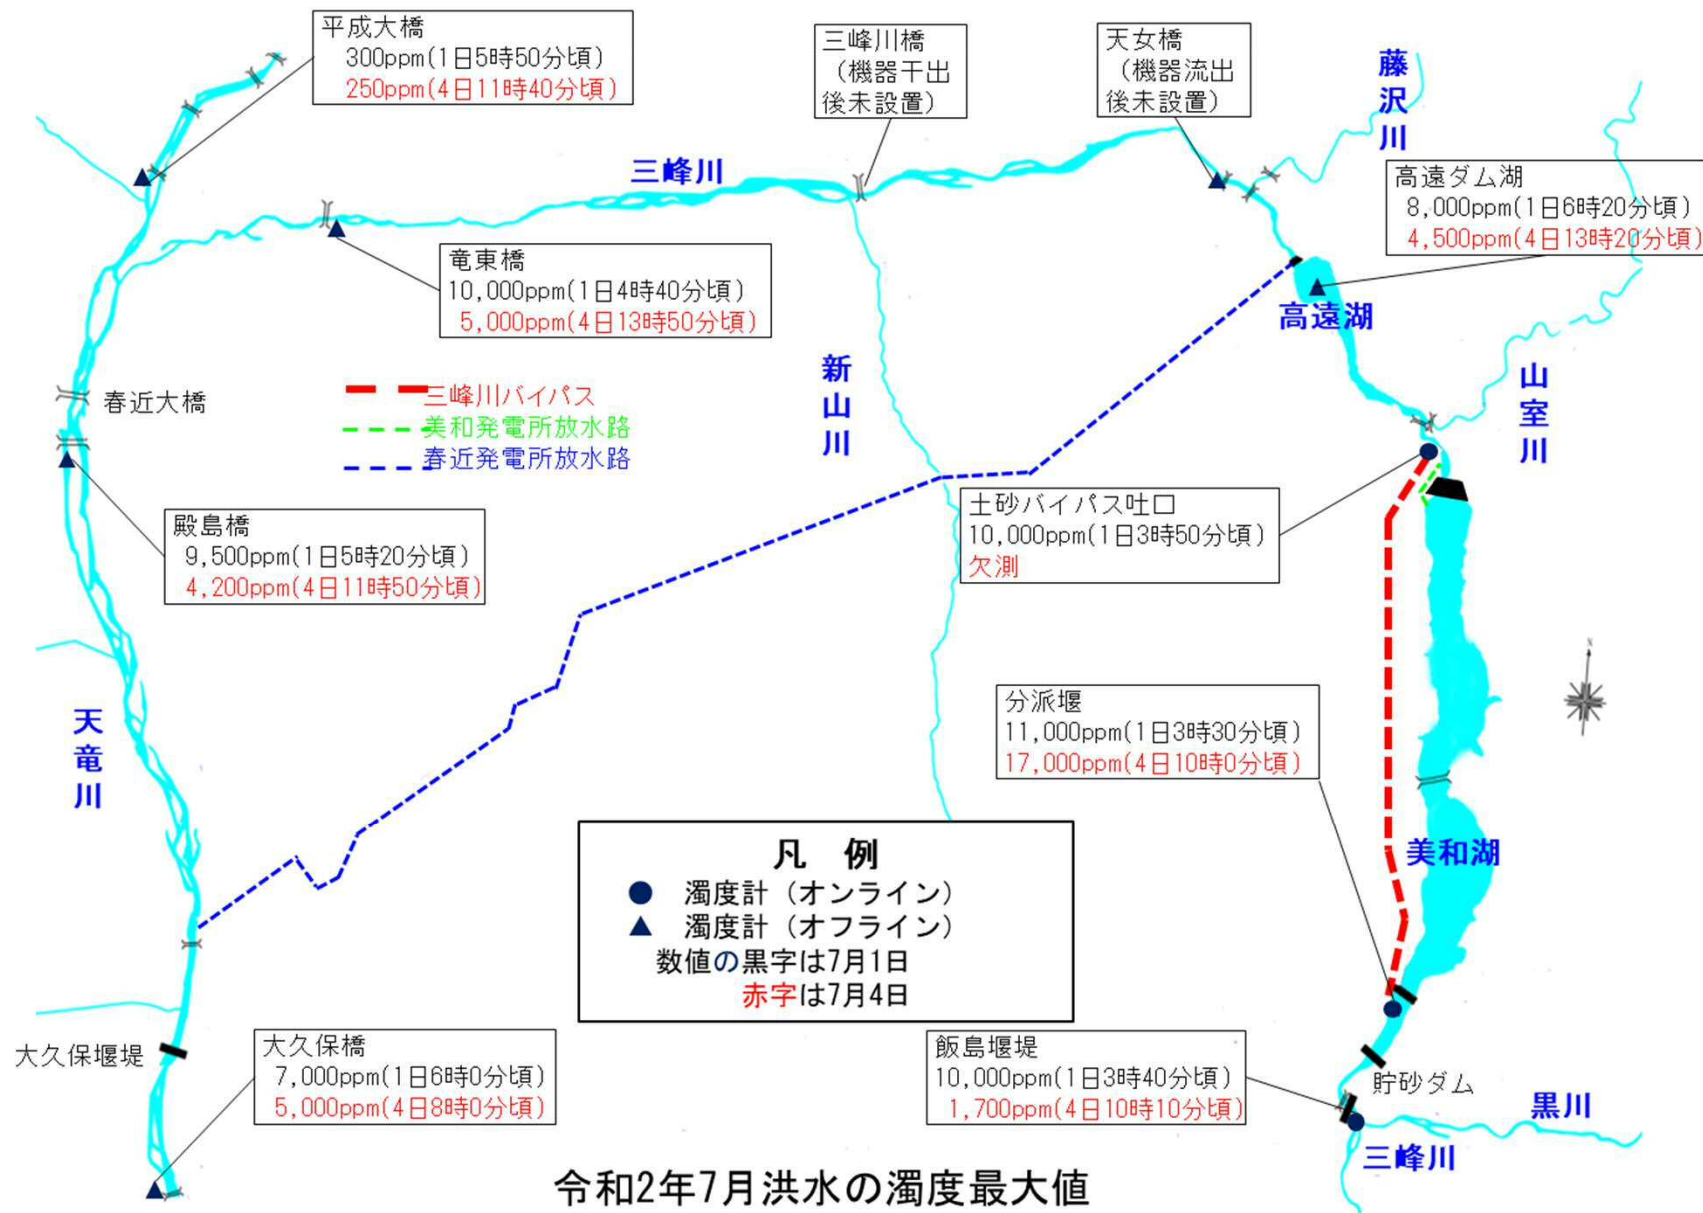 平成大橋
300ppm(1日5時50分頃)
250ppm(4日11時40分頃)
三峰川橋
(機器干出
後未設置)
天女橋
(機器流出
後未設置)
藤沢川
三峰川
高遠ダム湖
8,000ppm(1日6時20分頃)
4,500ppm(4日13時20分頃)
竜東橋
10,000ppm(1日4時40分頃)
5,000ppm(4日13時50分頃)
高遠湖
新山川
山室川
春近大橋
三峰川バイパス
美和発電所放水路
春近発電所放水路
土砂バイパス吐口
10,000ppm(1日3時50分頃)
欠測
殿島橋
9,500ppm(1日5時20分頃)
4,200ppm(4日11時50分頃)
N
分派堰
11,000ppm(1日3時30分頃)
17,000ppm(4日10時0分頃)
天竜川
美和湖
凡 例
濁度計(オンライン)
濁度計(オフライン)
数値の黒字は7月1日
赤字は7月4日
大久保堰堤
大久保橋
7,000ppm(1日6時0分頃)
5,000ppm(4日8時0分頃)
飯島堰堤
10,000ppm(1日3時40分頃)
1,700ppm(4日10時10分頃)
貯砂ダム
黒川
三峰川
令和2年7月洪水の濁度最大値